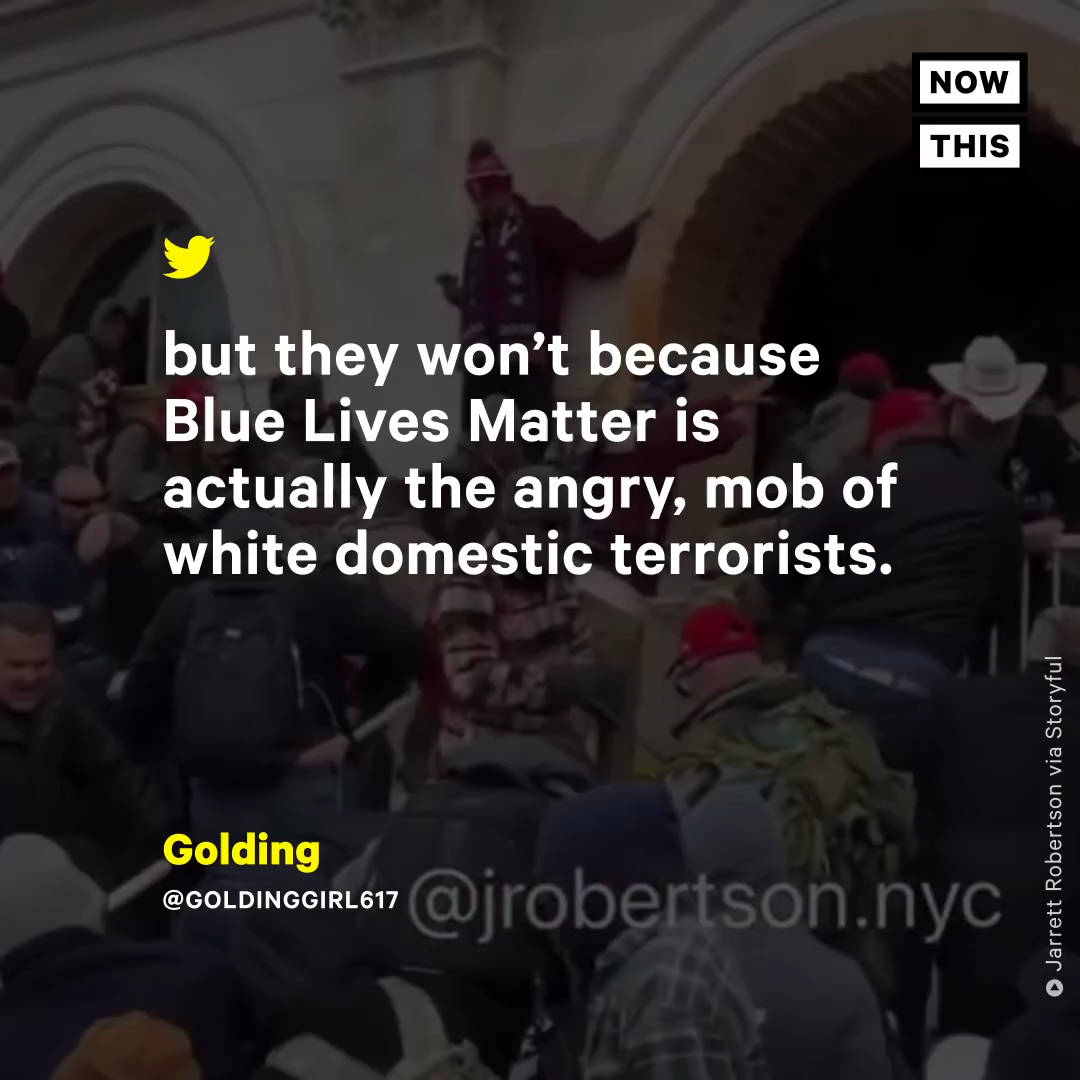 NOW
THIS
but they won’t because
Blue Lives Matter is
actually the angry, mob of
white domestic terrorists.
Golding
@GOLDINGGIRL617
@jrobertson.nyc
Jarrett Robertson via Storyful